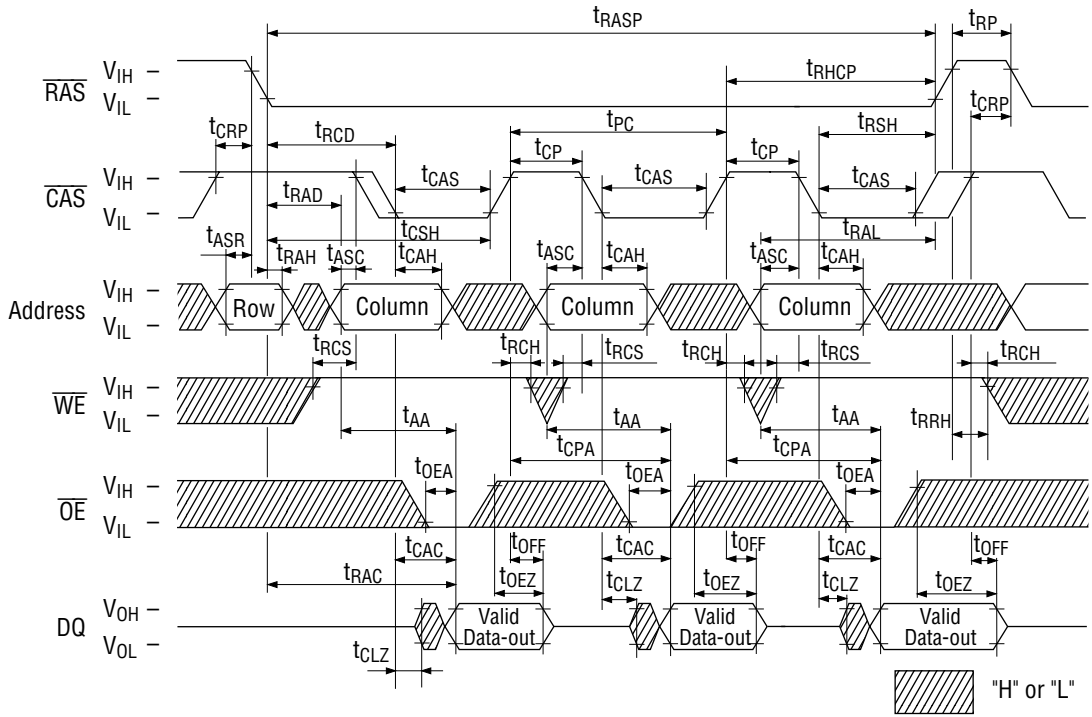 tRASP tRP
VIH
RAS tRHCP
VIL
tCRP tRCD tPC tRSH tCRP
tCP tCP
VIH
CAS tCAS tCAS tCAS
tRAD
VIL
tCSH tRAL
tASR tRAH tASC tCAH tASC tCAH tASC tCAH
VIH
Address Row Column Column Column
VIL
tRCS tRCH tRCS tRCH tRCS tRCH
VIH
WE
VIL
tAA tAA tAA tRRH
tCPA tCPA
tOEA tOEA tOEA
VIH
OE
VIL
tCAC tOFF tCAC tOFF tCAC tOFF
tRAC tOEZ tCLZ tOEZ tCLZ tOEZ
VOH
DQ Valid Data-out Valid Data-out Valid Data-out
VOL
tCLZ
"H" or "L"